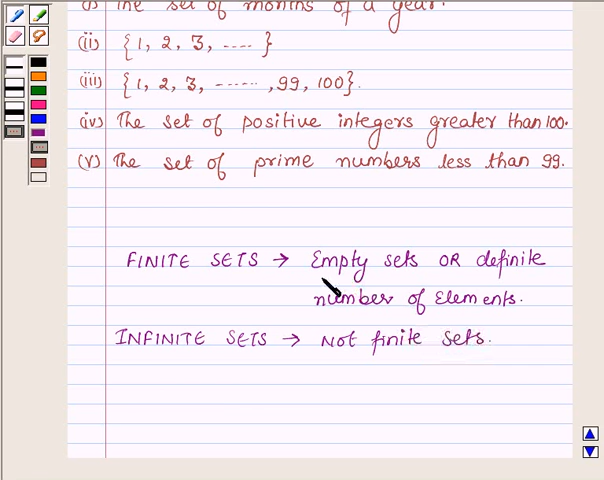 (i) The set of months of a year.
(ii) {1, 2, 3, ..... }
(iii) {1, 2, 3, ......., 99, 100}.
(iv) The set of positive integers greater than 100.
(v) The set of prime numbers less than 99.
FINITE SETS → Empty sets OR definite
number of Elements.
INFINITE SETS → Not finite sets.